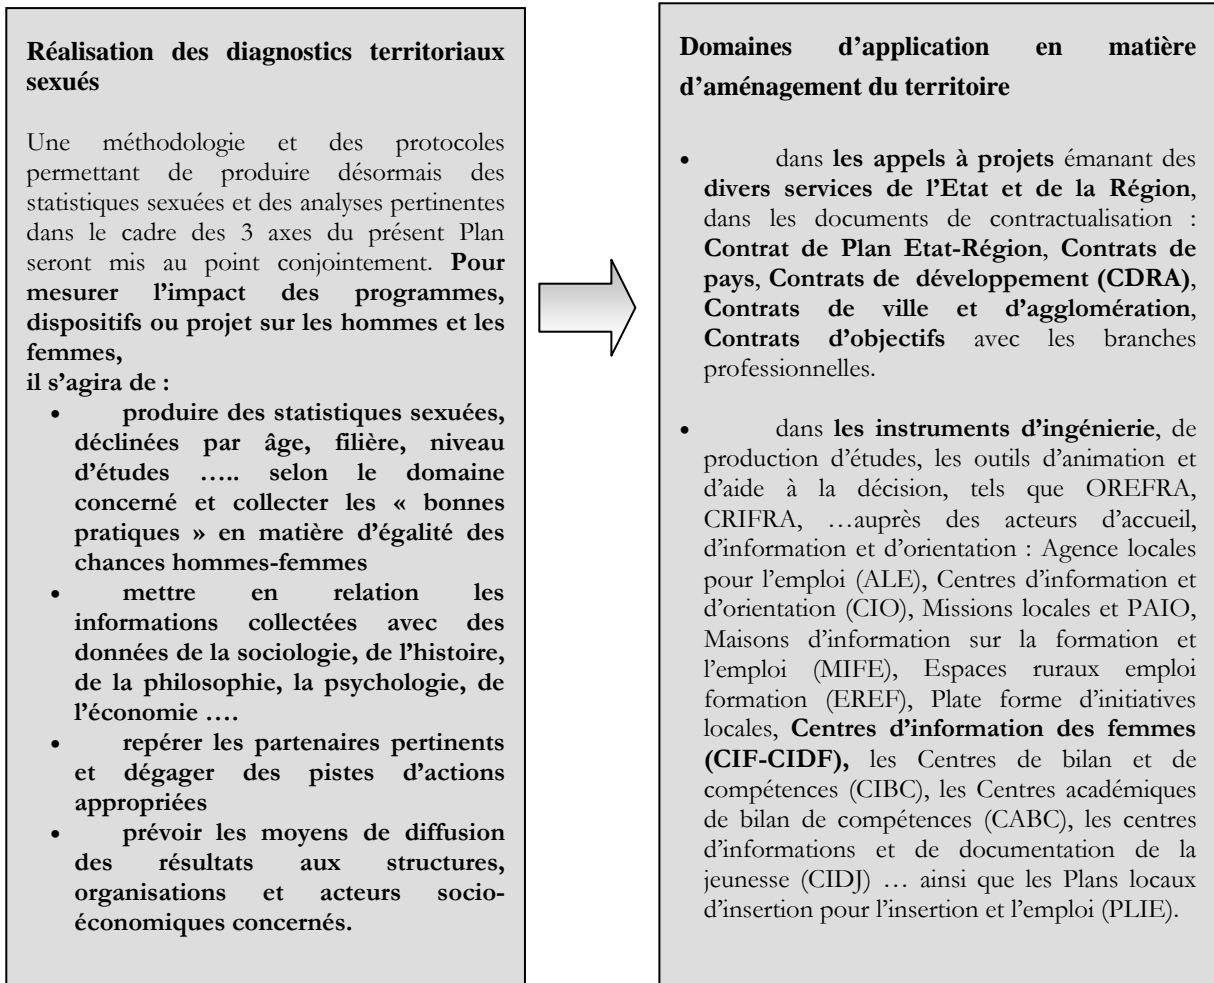 Réalisation des diagnostics territoriaux
sexués
Une méthodologie et des protocoles
permettant de produire désormais des
statistiques sexuées et des analyses pertinentes
dans le cadre des 3 axes du présent Plan
seront mis au point conjointement. Pour
mesurer l’impact des programmes,
dispositifs ou projet sur les hommes et les
femmes,
il s’agira de :
• produire des statistiques sexuées,
déclinées par âge, filière, niveau
d’études ….. selon le domaine
concerné et collecter les « bonnes
pratiques » en matière d’égalité des
chances hommes-femmes
• mettre en relation les
informations collectées avec des
données de la sociologie, de l’histoire,
de la philosophie, la psychologie, de
l’économie ….
• repérer les partenaires pertinents
et dégager des pistes d’actions
appropriées
• prévoir les moyens de diffusion
des résultats aux structures,
organisations et acteurs socio-
économiques concernés.
Domaines d’application en matière
d’aménagement du territoire
• dans les appels à projets émanant des
divers services de l’Etat et de la Région,
dans les documents de contractualisation :
Contrat de Plan Etat-Région, Contrats de
pays, Contrats de développement (CDRA),
Contrats de ville et d’agglomération,
Contrats d’objectifs avec les branches
professionnelles.
• dans les instruments d’ingénierie, de
production d’études, les outils d’animation et
d’aide à la décision, tels que OREFRA,
CRIFRA, …auprès des acteurs d’accueil,
d’information et d’orientation : Agence locales
pour l’emploi (ALE), Centres d’information et
d’orientation (CIO), Missions locales et PAIO,
Maisons d’information sur la formation et
l’emploi (MIFE), Espaces ruraux emploi
formation (EREF), Plate forme d’initiatives
locales, Centres d’information des femmes
(CIF-CIDF), les Centres de bilan et de
compétences (CIBC), les Centres académiques
de bilan de compétences (CABC), les centres
d’informations et de documentation de la
jeunesse (CIDJ) … ainsi que les Plans locaux
d’insertion pour l’insertion et l’emploi (PLIE).